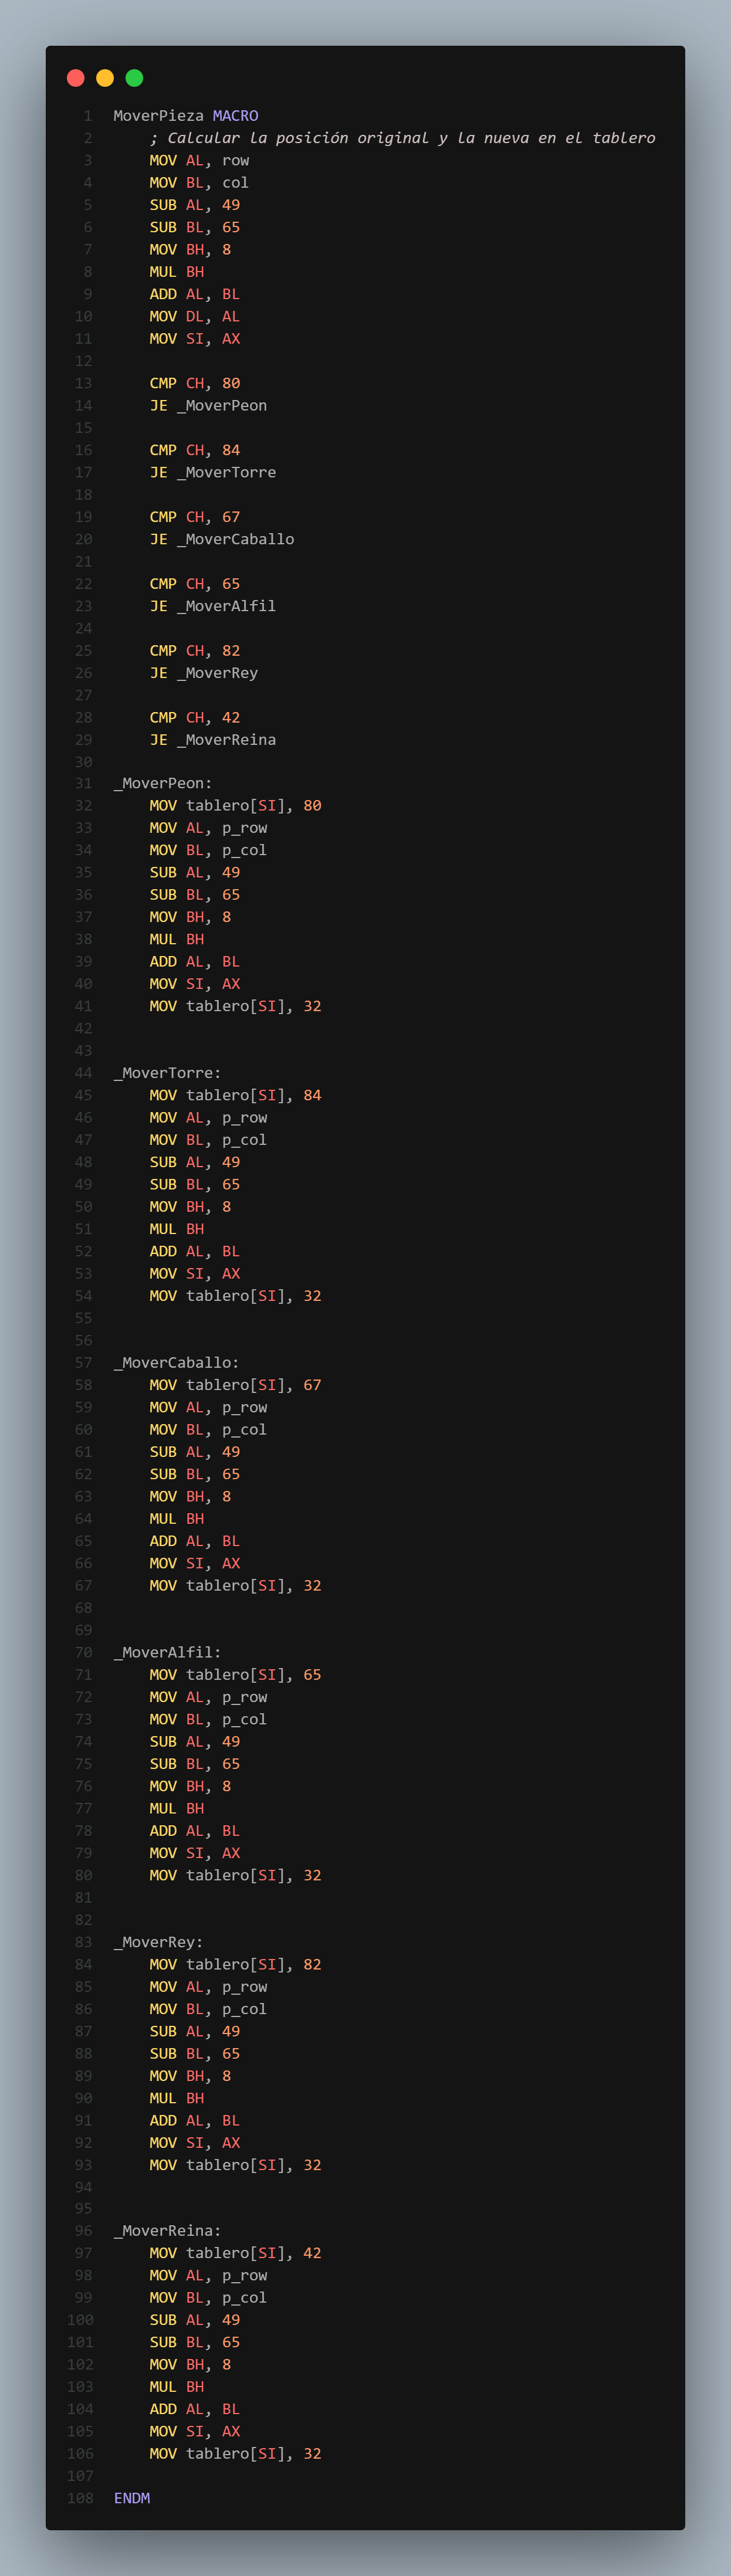 1 MoverPieza MACRO
2 ; Calcular la posición original y la nueva en el tablero
3 MOV AL, row
4 MOV BL, col
5 SUB AL, 49
6 SUB BL, 65
7 MOV BH, 8
8 MUL BH
9 ADD AL, BL
10 MOV DL, AL
11 MOV SI, AX
12
13 CMP CH, 80
14 JE _MoverPeon
15
16 CMP CH, 84
17 JE _MoverTorre
18
19 CMP CH, 67
20 JE _MoverCaballo
21
22 CMP CH, 65
23 JE _MoverAlfil
24
25 CMP CH, 82
26 JE _MoverRey
27
28 CMP CH, 42
29 JE _MoverReina
30
31 _MoverPeon:
32 MOV tablero[SI], 80
33 MOV AL, p_row
34 MOV BL, p_col
35 SUB AL, 49
36 SUB BL, 65
37 MOV BH, 8
38 MUL BH
39 ADD AL, BL
40 MOV SI, AX
41 MOV tablero[SI], 32
42
43
44 _MoverTorre:
45 MOV tablero[SI], 84
46 MOV AL, p_row
47 MOV BL, p_col
48 SUB AL, 49
49 SUB BL, 65
50 MOV BH, 8
51 MUL BH
52 ADD AL, BL
53 MOV SI, AX
54 MOV tablero[SI], 32
55
56
57 _MoverCaballo:
58 MOV tablero[SI], 67
59 MOV AL, p_row
60 MOV BL, p_col
61 SUB AL, 49
62 SUB BL, 65
63 MOV BH, 8
64 MUL BH
65 ADD AL, BL
66 MOV SI, AX
67 MOV tablero[SI], 32
68
69
70 _MoverAlfil:
71 MOV tablero[SI], 65
72 MOV AL, p_row
73 MOV BL, p_col
74 SUB AL, 49
75 SUB BL, 65
76 MOV BH, 8
77 MUL BH
78 ADD AL, BL
79 MOV SI, AX
80 MOV tablero[SI], 32
81
82
83 _MoverRey:
84 MOV tablero[SI], 82
85 MOV AL, p_row
86 MOV BL, p_col
87 SUB AL, 49
88 SUB BL, 65
89 MOV BH, 8
90 MUL BH
91 ADD AL, BL
92 MOV SI, AX
93 MOV tablero[SI], 32
94
95
96 _MoverReina:
97 MOV tablero[SI], 42
98 MOV AL, p_row
99 MOV BL, p_col
100 SUB AL, 49
101 SUB BL, 65
102 MOV BH, 8
103 MUL BH
104 ADD AL, BL
105 MOV SI, AX
106 MOV tablero[SI], 32
107
108 ENDM